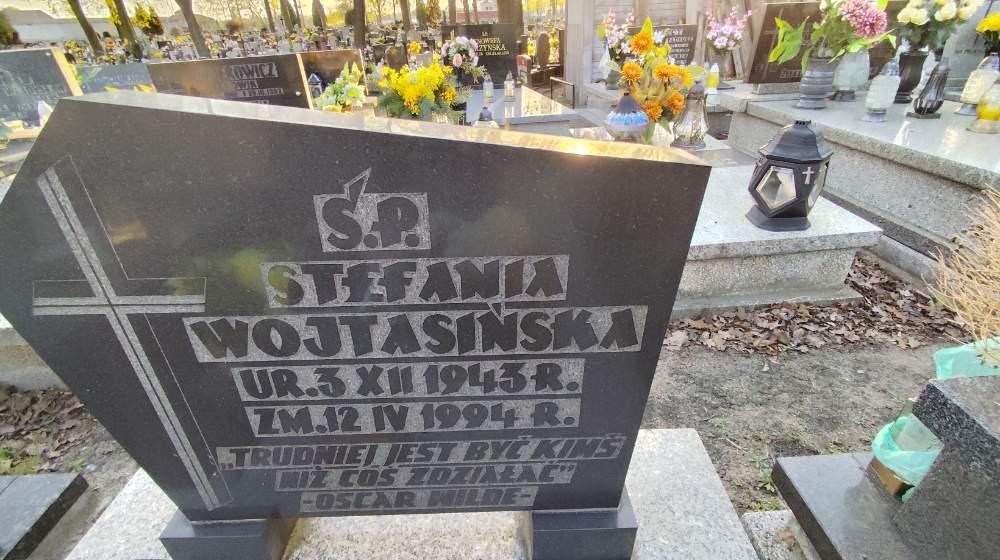 Ś.P.
STEFANIA
WOJTASIŃSKA
UR. 3 XII 1943 R.
ZM. 12 IV 1994 R.
„TRUDNIEJ JEST BYĆ KIMŚ
NIŻ COŚ ZDZIAŁAĆ"
-OSCAR WILDE-